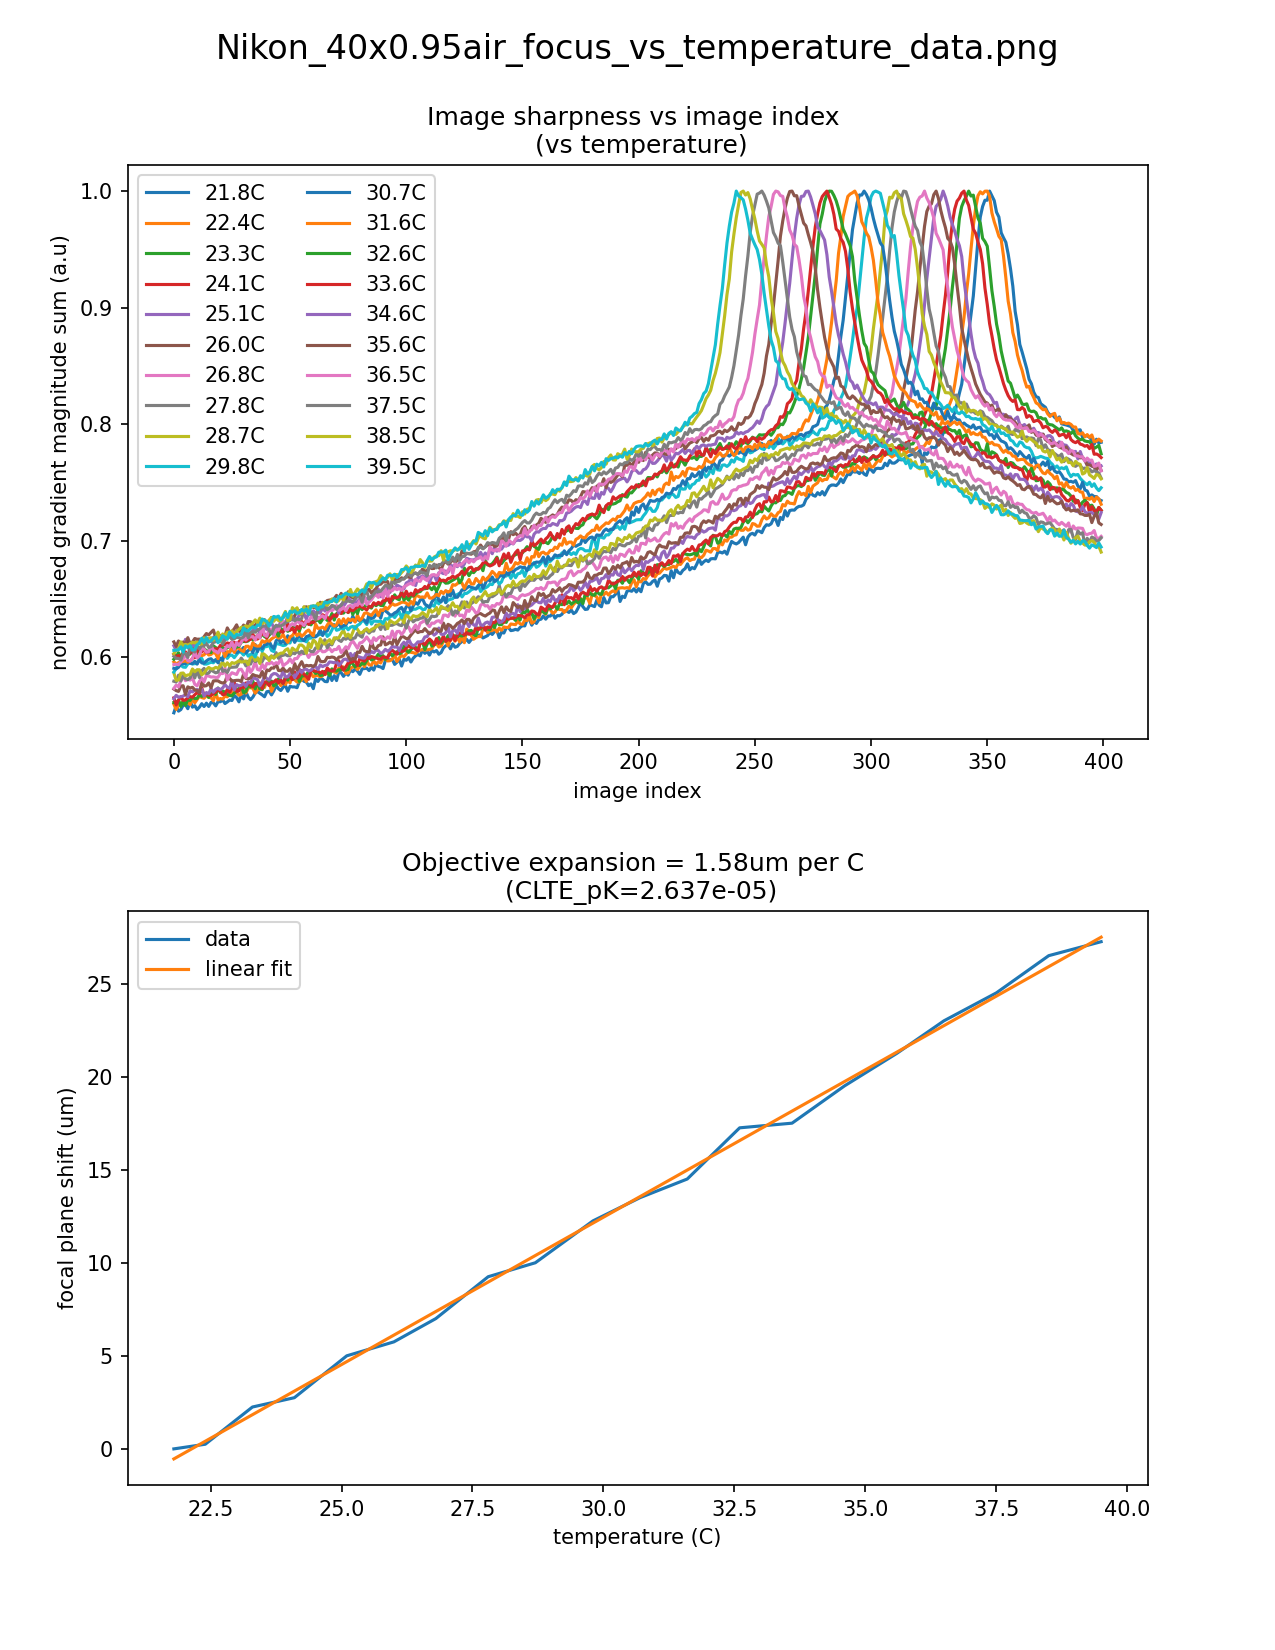 Nikon_40x0.95air_focus_vs_temperature_data.png
Image sharpness vs image index
(vs temperature)
normalised gradient magnitude sum (a.u)
1.0
0.9
0.8
0.7
0.6
21.8C
22.4C
23.3C
24.1C
25.1C
26.0C
26.8C
27.8C
28.7C
29.8C
30.7C
31.6C
32.6C
33.6C
34.6C
35.6C
36.5C
37.5C
38.5C
39.5C
0 50 100 150 200 250 300 350 400
image index
Objective expansion = 1.58um per C
(CLTE_pK=2.637e-05)
focal plane shift (um)
25
20
15
10
5
0
data
linear fit
22.5 25.0 27.5 30.0 32.5 35.0 37.5 40.0
temperature (C)